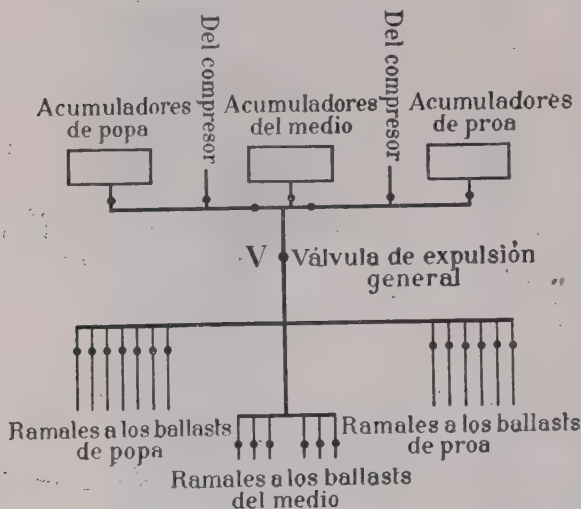 Del compresor
Del compresor
Acumuladores
de popa
Acumuladores
del medio
Acumuladores
de proa
V Válvula de expulsión
general
Ramales a los ballasts
de popa
Ramales a los ballasts
del medio
Ramales a los ballasts
de proa